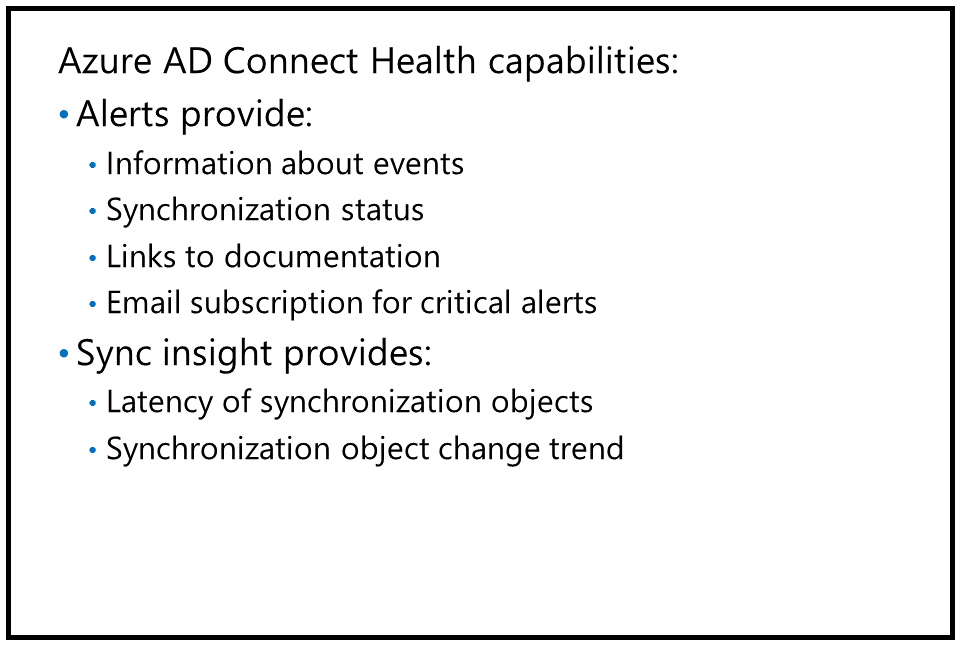 Azure AD Connect Health capabilities:
• Alerts provide:
• Information about events
• Synchronization status
• Links to documentation
• Email subscription for critical alerts
• Sync insight provides:
• Latency of synchronization objects
• Synchronization object change trend